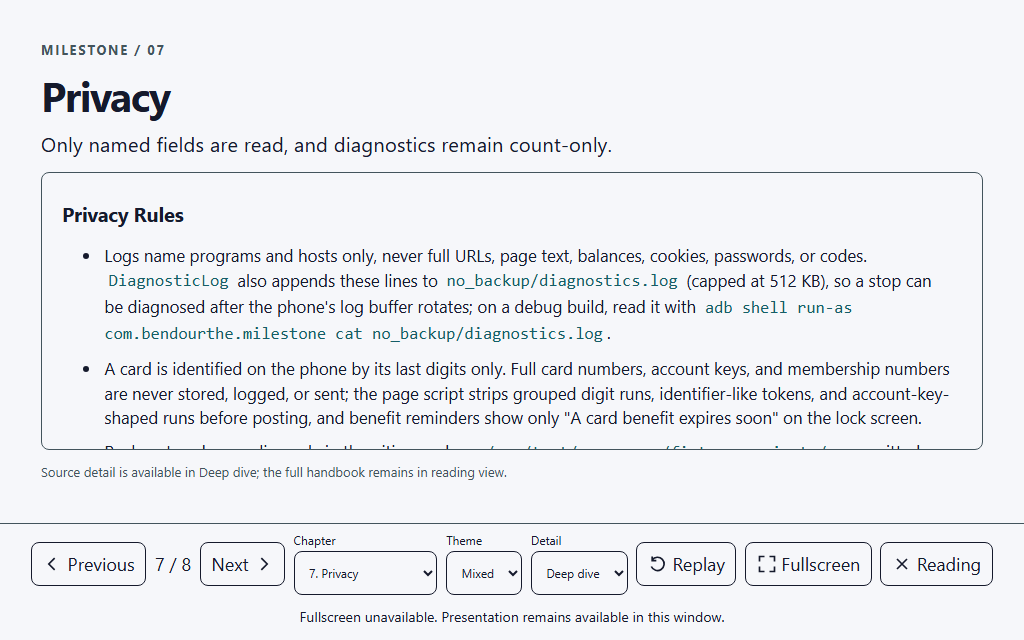 MILESTONE / 07
Privacy
Only named fields are read, and diagnostics remain count-only.
Privacy Rules
• Logs name programs and hosts only, never full URLs, page text, balances, cookies, passwords, or codes.
DiagnosticLog also appends these lines to no_backup/diagnostics.log (capped at 512 KB), so a stop can
be diagnosed after the phone's log buffer rotates; on a debug build, read it with adb shell run-as
com.bendourthe.milestone cat no_backup/diagnostics.log.
• A card is identified on the phone by its last digits only. Full card numbers, account keys, and membership numbers
are never stored, logged, or sent; the page script strips grouped digit runs, identifier-like tokens, and account-key-
shaped runs before posting, and benefit reminders show only "A card benefit expires soon" on the lock screen.
Source detail is available in Deep dive; the full handbook remains in reading view.
Chapter Theme Detail
Previous 7 / 8 Next 7. Privacy Mixed Deep dive Replay Fullscreen Reading
Fullscreen unavailable. Presentation remains available in this window.